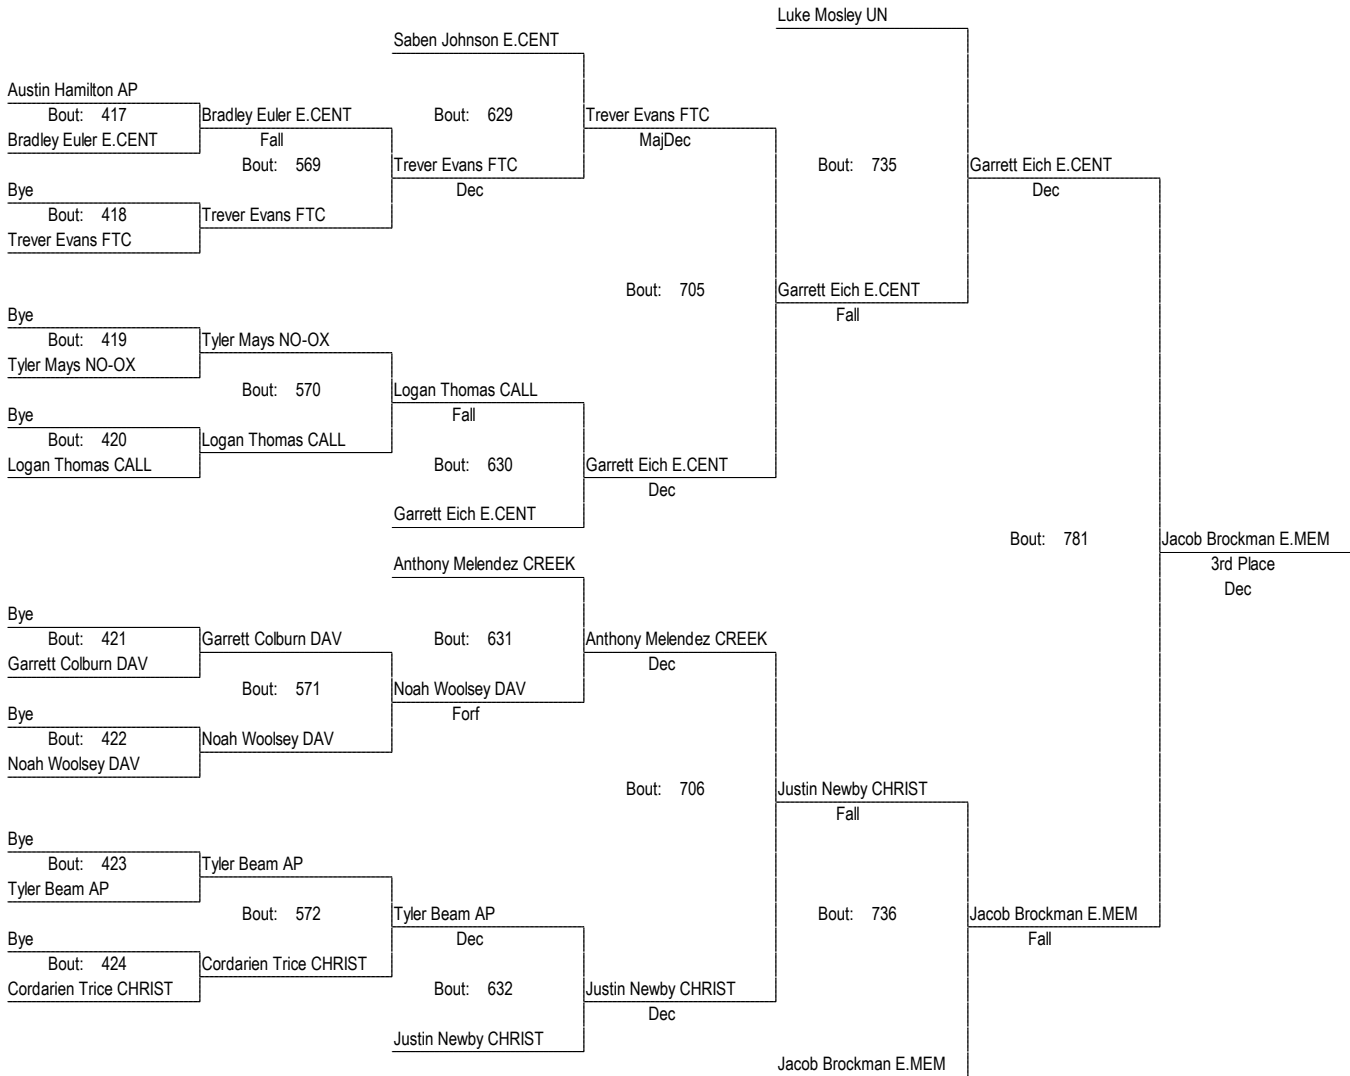 Luke Mosley UN
Saben Johnson E.CENT
Austin Hamilton AP
Bout: 417
Bradley Euler E.CENT
Bout: 629
Trever Evans FTC
Bradley Euler E.CENT
Fall
MajDec
Bout: 569
Trever Evans FTC
Bout: 735
Garrett Eich E.CENT
Bye
Dec
Dec
Bout: 418
Trever Evans FTC
Trever Evans FTC
Bout: 705
Garrett Eich E.CENT
Bye
Fall
Bout: 419
Tyler Mays NO-OX
Tyler Mays NO-OX
Bout: 570
Logan Thomas CALL
Bye
Fall
Bout: 420
Logan Thomas CALL
Logan Thomas CALL
Bout: 630
Garrett Eich E.CENT
Dec
Garrett Eich E.CENT
Bout: 781
Jacob Brockman E.MEM
Anthony Melendez CREEK
3rd Place
Dec
Bye
Bout: 421
Garrett Colburn DAV
Bout: 631
Anthony Melendez CREEK
Garrett Colburn DAV
Dec
Bout: 571
Noah Woolsey DAV
Bye
Forf
Bout: 422
Noah Woolsey DAV
Noah Woolsey DAV
Bout: 706
Justin Newby CHRIST
Fall
Bye
Bout: 423
Tyler Beam AP
Tyler Beam AP
Bout: 572
Tyler Beam AP
Bout: 736
Jacob Brockman E.MEM
Bye
Dec
Fall
Bout: 424
Cordarien Trice CHRIST
Cordarien Trice CHRIST
Bout: 632
Justin Newby CHRIST
Dec
Justin Newby CHRIST
Jacob Brockman E.MEM